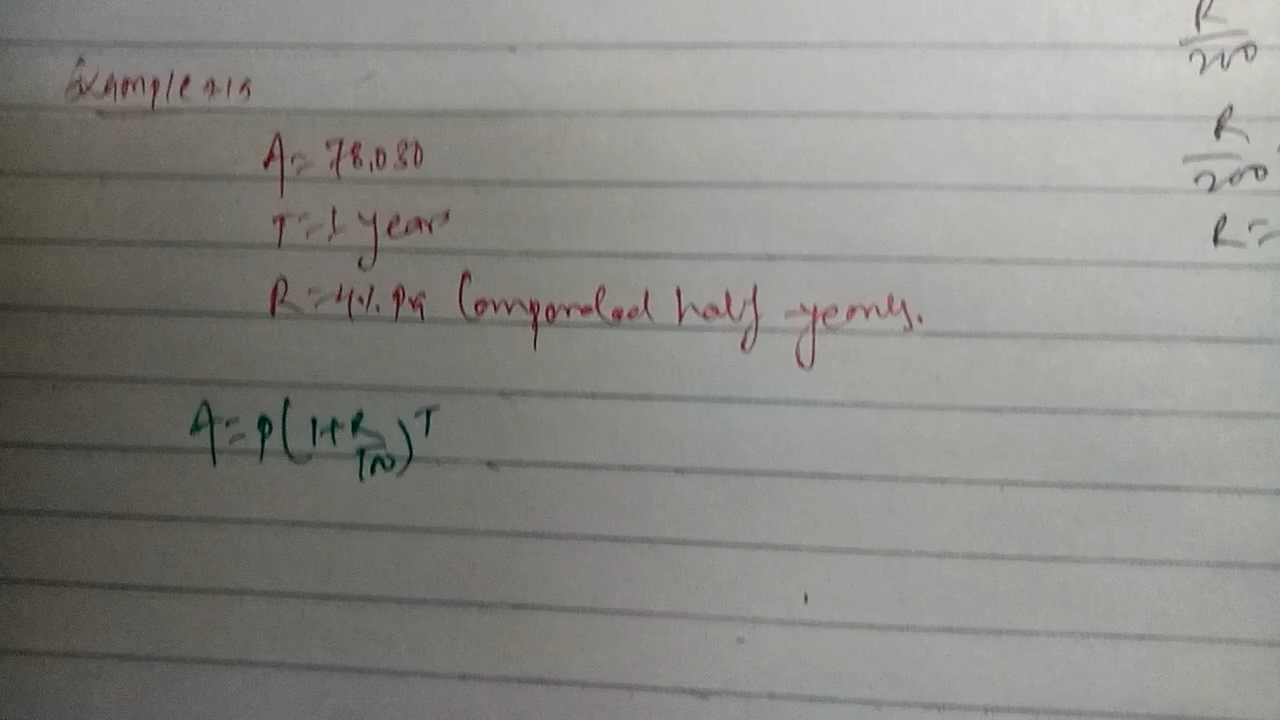 Example
A = 78,030
T = 1 year
R = 4% PA Compounded half yearly.
A = P(1+R/100)^T
R/200
R/200
R =